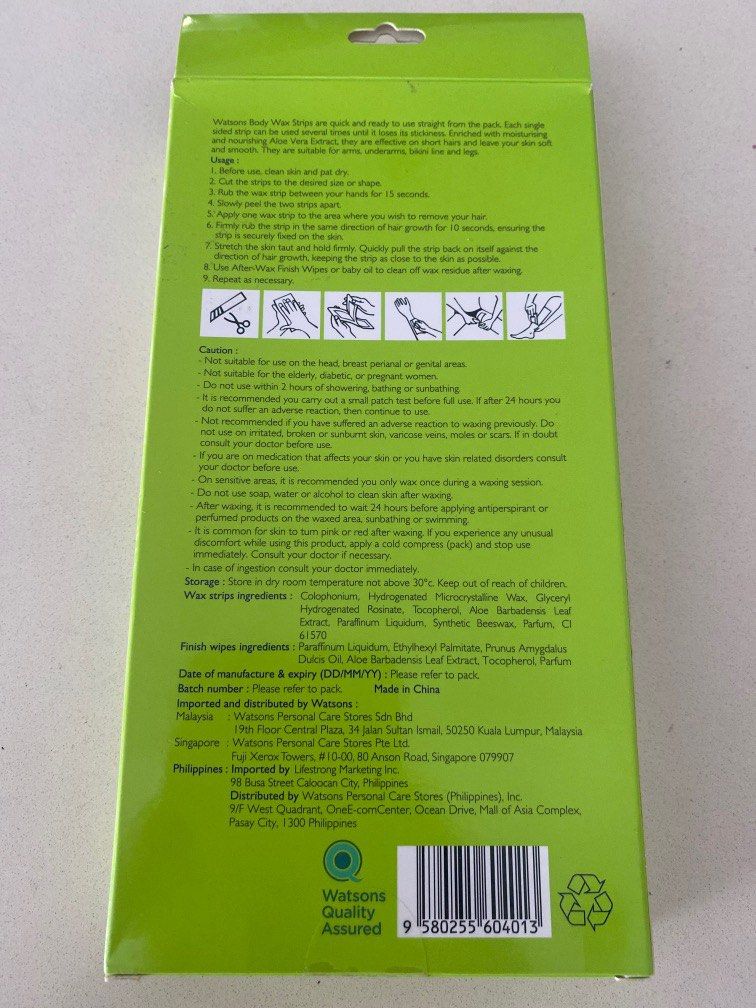 Watsons Body Wax Strips are quick and ready to use straight from the pack. Each single
sided strip can be used several times until it loses its stickiness. Enriched with moisturising
and nourishing Aloe Vera Extract, they are effective on short hairs and leave your skin soft
and smooth. They are suitable for arms, underarms, bikini line and legs.
Usage :
1. Before use, clean skin and pat dry.
2. Cut the strips to the desired size or shape.
3. Rub the wax strip between your hands for 15 seconds.
4. Slowly peel the two strips apart.
5. Apply one wax strip to the area where you wish to remove your hair.
6. Firmly rub the strip in the same direction of hair growth for 10 seconds, ensuring the
strip is securely fixed on the skin.
7. Stretch the skin taut and hold firmly. Quickly pull the strip back on itself against the
direction of hair growth, keeping the strip as close to the skin as possible.
8. Use After-Wax Finish Wipes or baby oil to clean off wax residue after waxing.
9. Repeat as necessary.
Caution :
- Not suitable for use on the head, breast perianal or genital areas.
- Not suitable for the elderly, diabetic, or pregnant women.
- Do not use within 2 hours of showering, bathing or sunbathing.
- It is recommended you carry out a small patch test before full use. If after 24 hours you
do not suffer an adverse reaction, then continue to use.
- Not recommended if you have suffered an adverse reaction to waxing previously. Do
not use on irritated, broken or sunburnt skin, varicose veins, moles or scars. If in doubt
consult your doctor before use.
- If you are on medication that affects your skin or you have skin related disorders consult
your doctor before use.
- On sensitive areas, it is recommended you only wax once during a waxing session.
- Do not use soap, water or alcohol to clean skin after waxing.
- After waxing, it is recommended to wait 24 hours before applying antiperspirant or
perfumed products on the waxed area, sunbathing or swimming.
- It is common for skin to turn pink or red after waxing. If you experience any unusual
discomfort while using this product, apply a cold compress (pack) and stop use
immediately. Consult your doctor if necessary.
- In case of ingestion consult your doctor immediately.
Storage : Store in dry room temperature not above 30°c. Keep out of reach of children.
Wax strips ingredients : Colophonium, Hydrogenated Microcrystalline Wax, Glyceryl
Hydrogenated Rosinate, Tocopherol, Aloe Barbadensis Leaf
Extract, Paraffinum Liquidum, Synthetic Beeswax, Parfum, CI
61570
Finish wipes ingredients : Paraffinum Liquidum, Ethylhexyl Palmitate, Prunus Amygdalus
Dulcis Oil, Aloe Barbadensis Leaf Extract, Tocopherol, Parfum
Date of manufacture & expiry (DD/MM/YY) : Please refer to pack.
Batch number : Please refer to pack. Made in China
Imported and distributed by Watsons :
Malaysia : Watsons Personal Care Stores Sdn Bhd
19th Floor Central Plaza, 34 Jalan Sultan Ismail, 50250 Kuala Lumpur, Malaysia
Singapore : Watsons Personal Care Stores Pte Ltd.
Fuji Xerox Towers, #10-00, 80 Anson Road, Singapore 079907
Philippines : Imported by Lifestrong Marketing Inc.
98 Busa Street Caloocan City, Philippines
Distributed by Watsons Personal Care Stores (Philippines), Inc.
9/F West Quadrant, OneE-comCenter, Ocean Drive, Mall of Asia Complex,
Pasay City, 1300 Philippines
Watsons
Quality
Assured
9 580255 604013